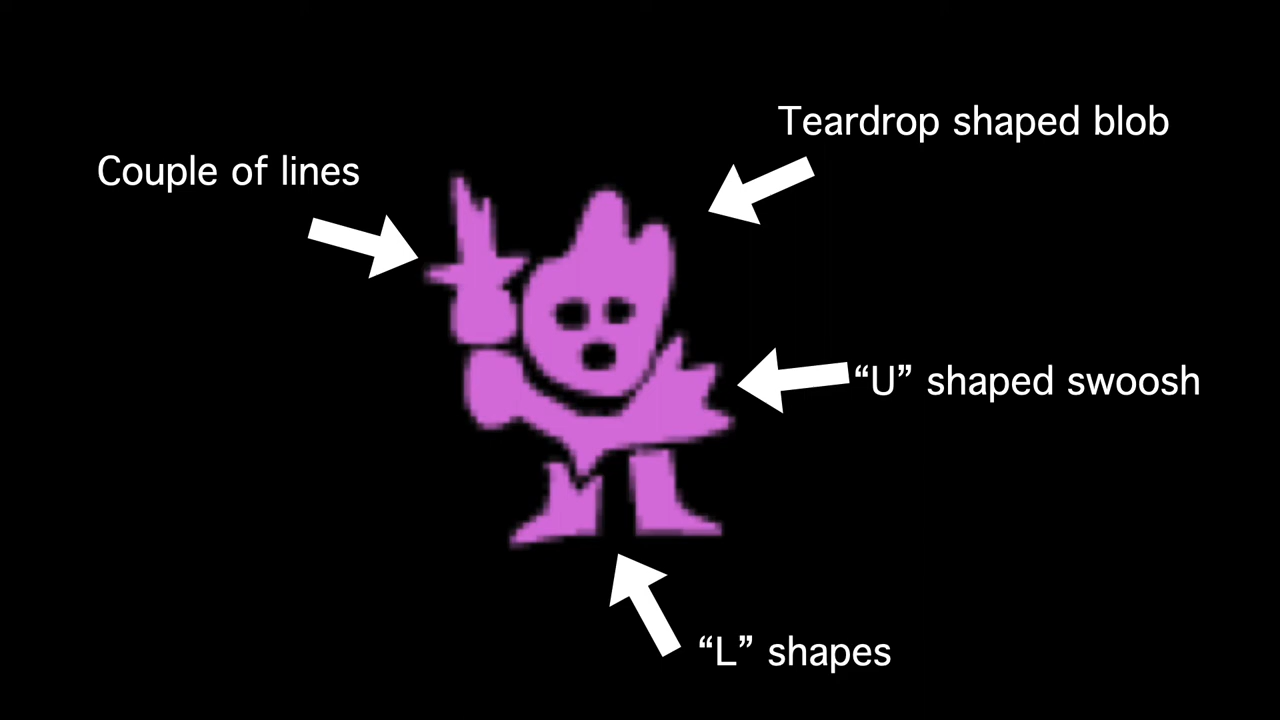 Teardrop shaped blob
Couple of lines
“U” shaped swoosh
“L” shapes